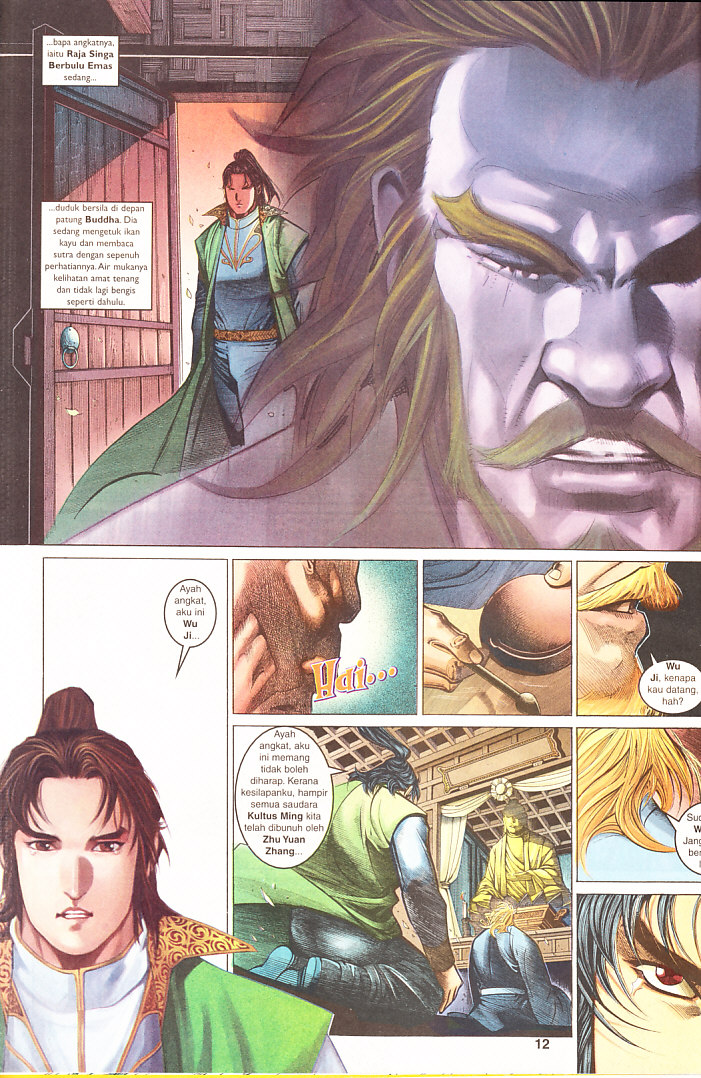 ...bapa angkatnya,
iaitu Raja Singa
Berbulu Emas
sedang...
...duduk bersila di depan
patung Buddha. Dia
sedang mengetuk ikan
kayu dan membaca
sutra dengan sepenuh
perhatiannya. Air mukanya
kelihatan amat tenang
dan tidak lagi bengis
seperti dahulu.
Ayah
angkat,
aku ini
Wu
Ji...
Hai...
Wu
Ji, kenapa
kau datang,
hah?
Ayah
angkat, aku
ini memang
tidak boleh
diharap. Kerana
kesilapanku, hampir
semua saudara
Kultus Ming kita
telah dibunuh oleh
Zhu Yuan
Zhang...
12